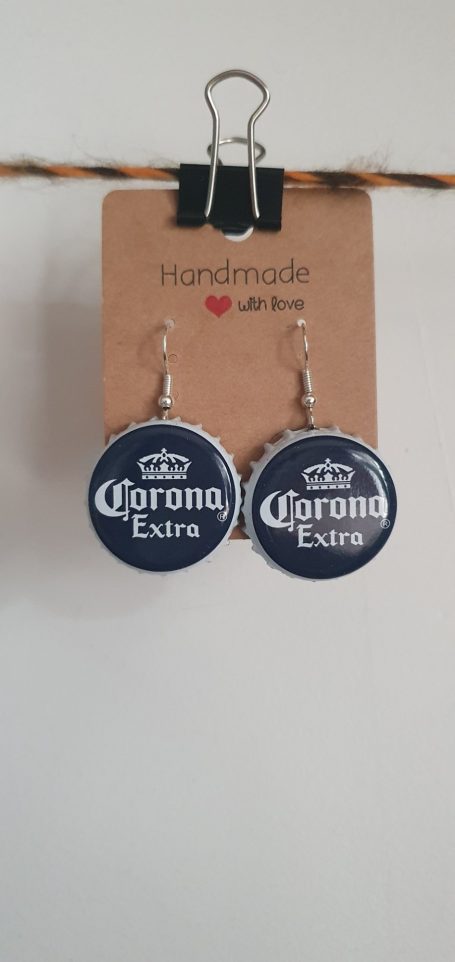 Handmade
with love
Corona
Extra
®
Corona
Extra
®